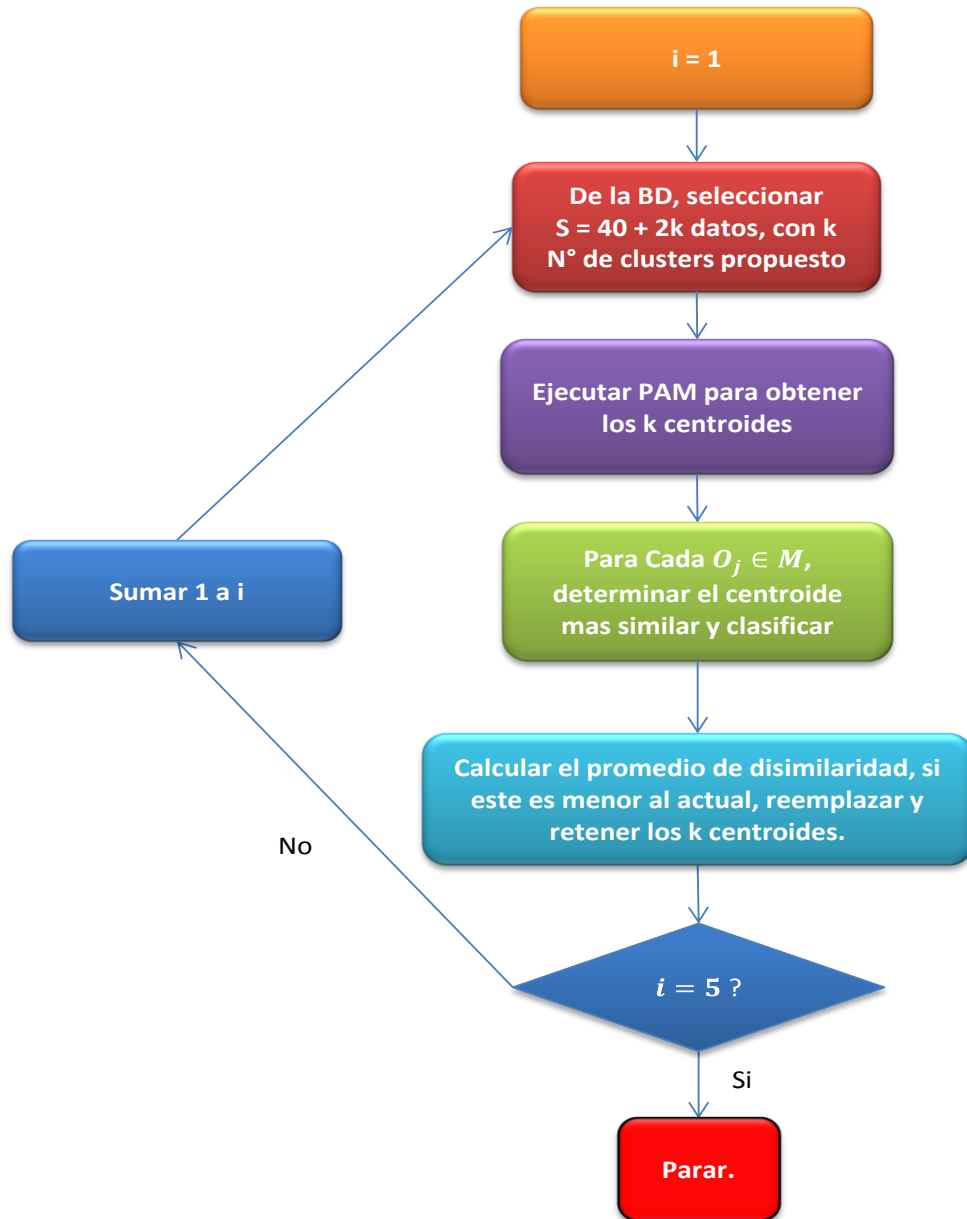 i = 1
De la BD, seleccionar
S = 40 + 2k datos, con k
N° de clusters propuesto
Ejecutar PAM para obtener
los k centroides
Para Cada O_j ∈ M,
determinar el centroide
mas similar y clasificar
Sumar 1 a i
Calcular el promedio de disimilaridad, si
este es menor al actual, reemplazar y
retener los k centroides.
No
i = 5 ?
Si
Parar.